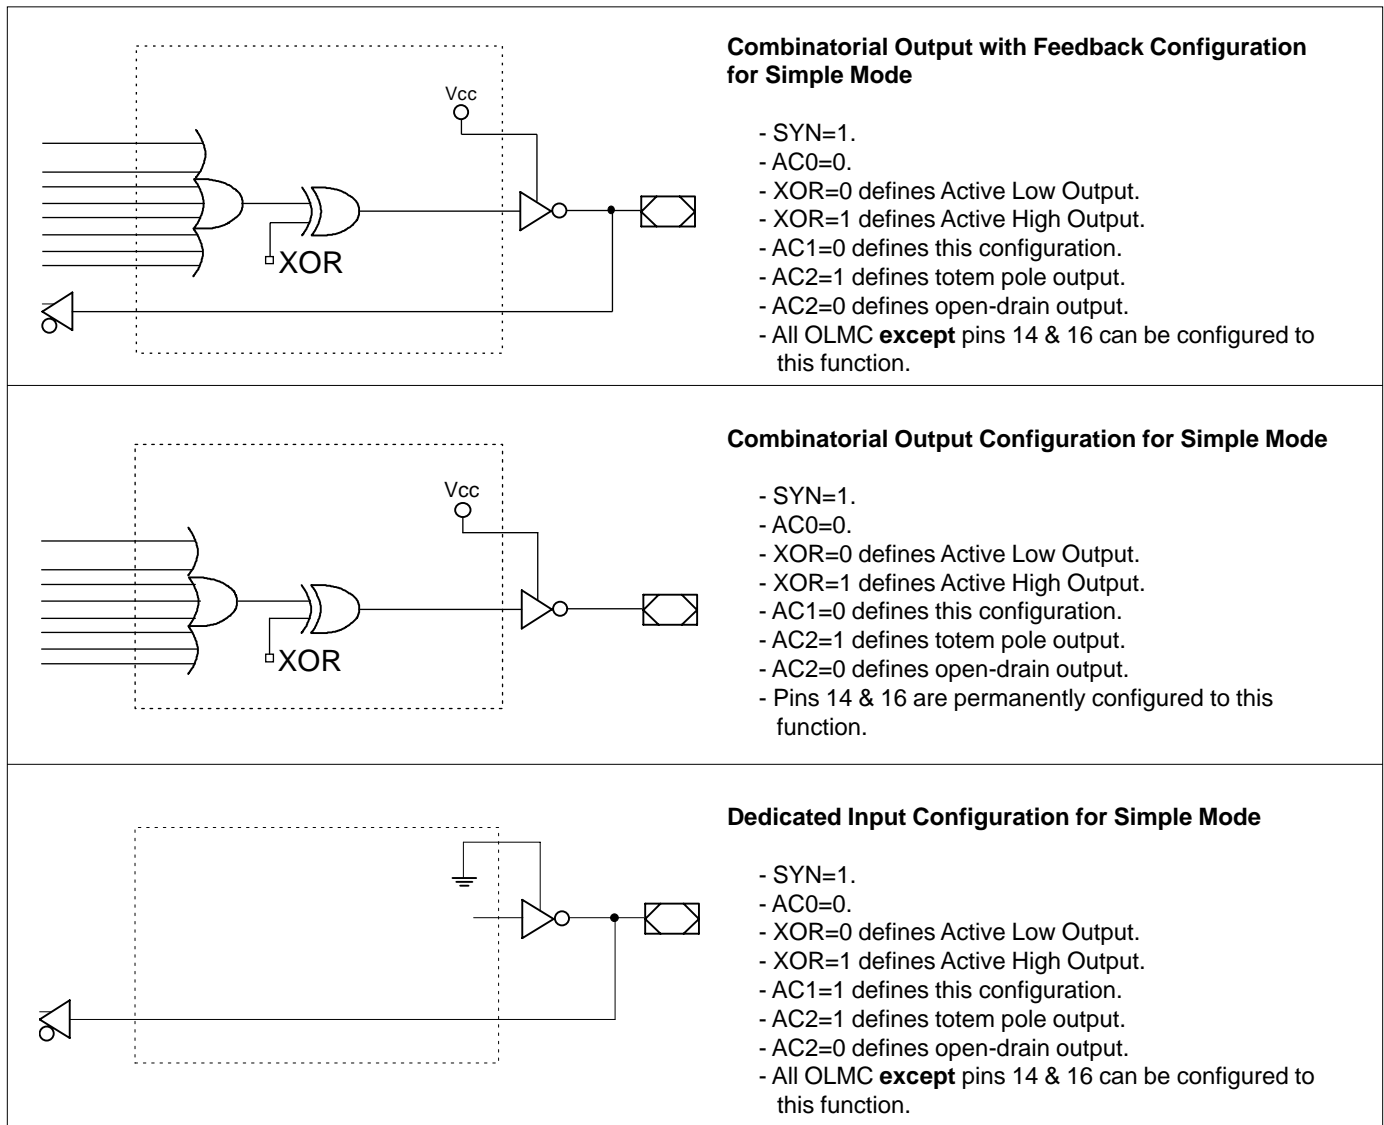 Combinatorial Output with Feedback Configuration
for Simple Mode
Vcc
XOR
- SYN=1.
- AC0=0.
- XOR=0 defines Active Low Output.
- XOR=1 defines Active High Output.
- AC1=0 defines this configuration.
- AC2=1 defines totem pole output.
- AC2=0 defines open-drain output.
- All OLMC except pins 14 & 16 can be configured to
this function.
Combinatorial Output Configuration for Simple Mode
Vcc
XOR
- SYN=1.
- AC0=0.
- XOR=0 defines Active Low Output.
- XOR=1 defines Active High Output.
- AC1=0 defines this configuration.
- AC2=1 defines totem pole output.
- AC2=0 defines open-drain output.
- Pins 14 & 16 are permanently configured to this
function.
Dedicated Input Configuration for Simple Mode
- SYN=1.
- AC0=0.
- XOR=0 defines Active Low Output.
- XOR=1 defines Active High Output.
- AC1=1 defines this configuration.
- AC2=1 defines totem pole output.
- AC2=0 defines open-drain output.
- All OLMC except pins 14 & 16 can be configured to
this function.